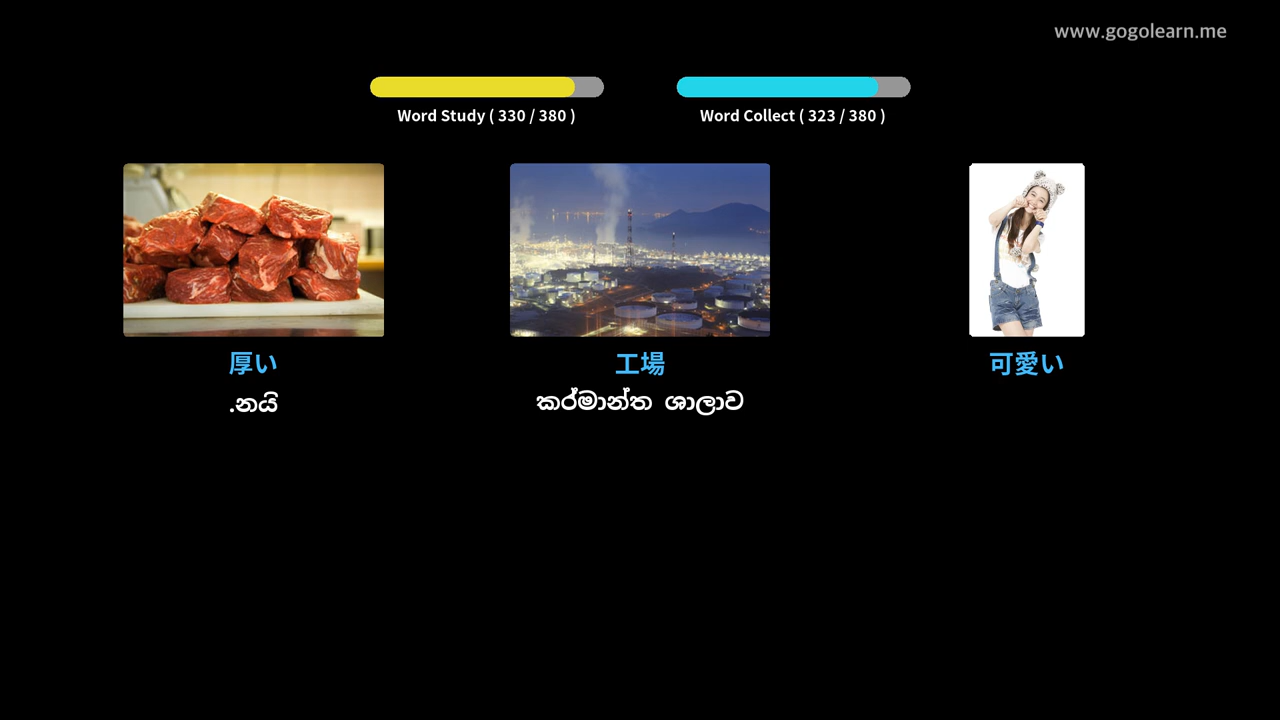 www.gogolearn.me
Word Study ( 330 / 380 )
Word Collect ( 323 / 380 )
厚い
工場
可愛い
.නයි
කර්මාන්ත ශාලාව